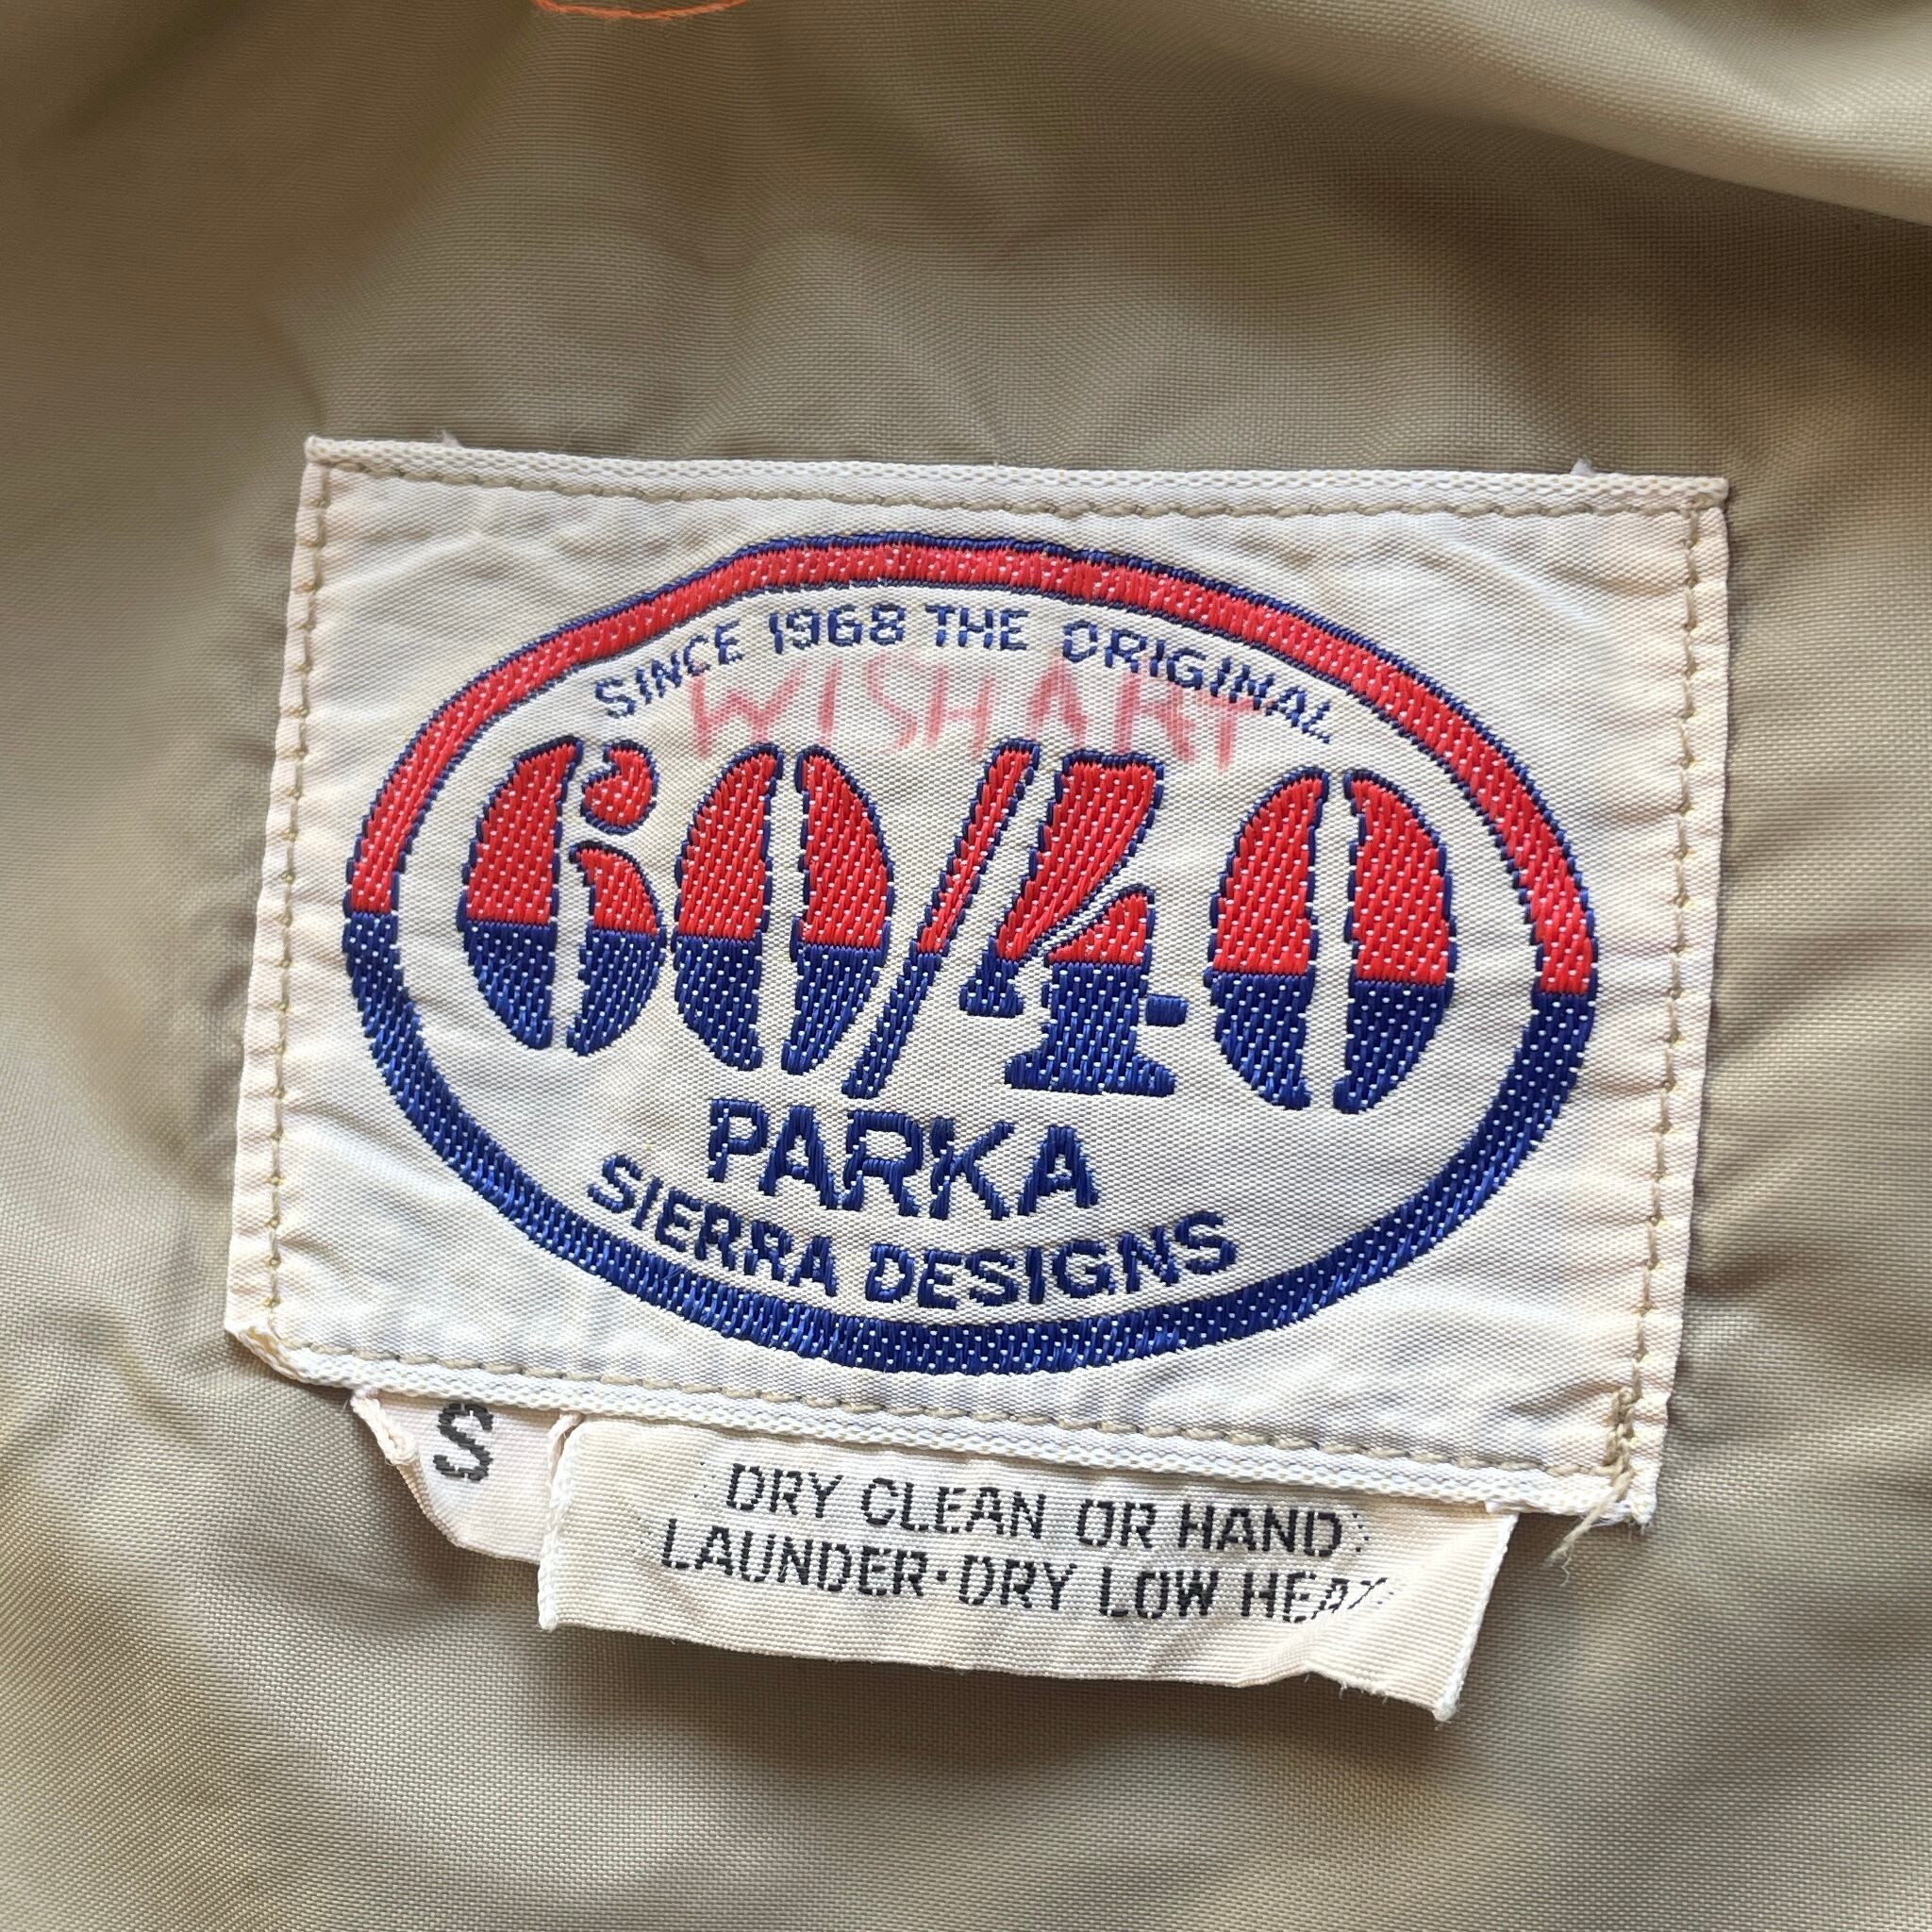 SINCE 1968 THE ORIGINAL
WISHART
60/40
PARKA
SIERRA DESIGNS
S
DRY CLEAN OR HAND
LAUNDER·DRY LOW HEAT